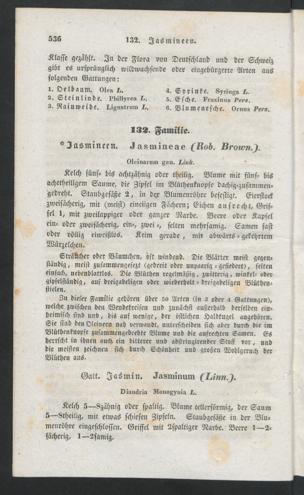 536 132. Jasmineen.
Klasse gezählt. In der Flora von Deutschland und der Schweiz
gibt es ursprünglich wildwachsende oder eingebürgerte Arten aus
folgenden Gattungen:
1. Oelbaum, Olea L. 4. Syrinke, Syringa L.
2. Steinlinde, Phillyrea L. 5. Esche, Fraxinus Pers.
3. Rainweide, Ligustrum L. 6. Blumenesche, Ornus Pers.
132. Familie.
*Jasmineen. Jasmineae (Rob. Brown.).
Oleinarum gen. Link.
Kelch fünf- bis achtzähnig oder theilig. Blume mit fünf- bis
achttheiligem Saume, die Zipfel im Blüthenknopfe dachig-zusammen-
gedreht. Staubgefäße 2, in der Blumenröhre befestigt. Eierstock
zweifächerig, mit (meist) eineiigen Fächern; Eichen aufrecht, Grif-
fel 1, mit zweilappiger oder ganzer Narbe. Beere oder Kapsel
ein- oder zweifächerig, ein-, zwei-, selten mehrsamig. Samen fast
oder völlig eiweißlos. Keim gerade, mit abwärts-gekehrtem
Würzelchen.
Sträucher oder Bäumchen, oft windend. Die Blätter meist gegen-
ständig, meist zusammengesetzt (gedreit oder unpaarig-gefiedert), selten
einfach, nebenblattlos. Die Blüthen regelmäßig, zwitterig, winkel- oder
gipfelständig, auf dreigabeligen oder wiederholt-dreigabeligen Blüthen-
stielen.
In dieser Familie gehören über 70 Arten (in 2 oder 4 Gattungen),
welche zwischen den Wendekreisen und zunächst außerhalb derselben ein-
heimisch sind und, bis auf wenige, der östlichen Halbkugel angehören.
Sie sind den Oleineen nah verwandt, unterscheiden sich aber durch die im
Blüthenknopfe zusammengedrehte Blume und die aufrechten Samen. Es
herrscht in ihnen auch ein bitterer und abstringender Stoff vor, und
die meisten zeichnen sich durch Schönheit und großen Wohlgeruch der
Blüthen aus.
Gatt. Jasmin. Jasminum (Linn.).
Diandria Monogynia L.
Kelch 5—8zähnig oder spaltig. Blume tellerförmig, der Saum
5—8theilig, mit etwas schiefen Zipfeln. Staubgefäße in der Blu-
menröhre eingeschlossen. Griffel mit 2spaltiger Narbe. Beere 1—2-
fächerig, 1—2samig.